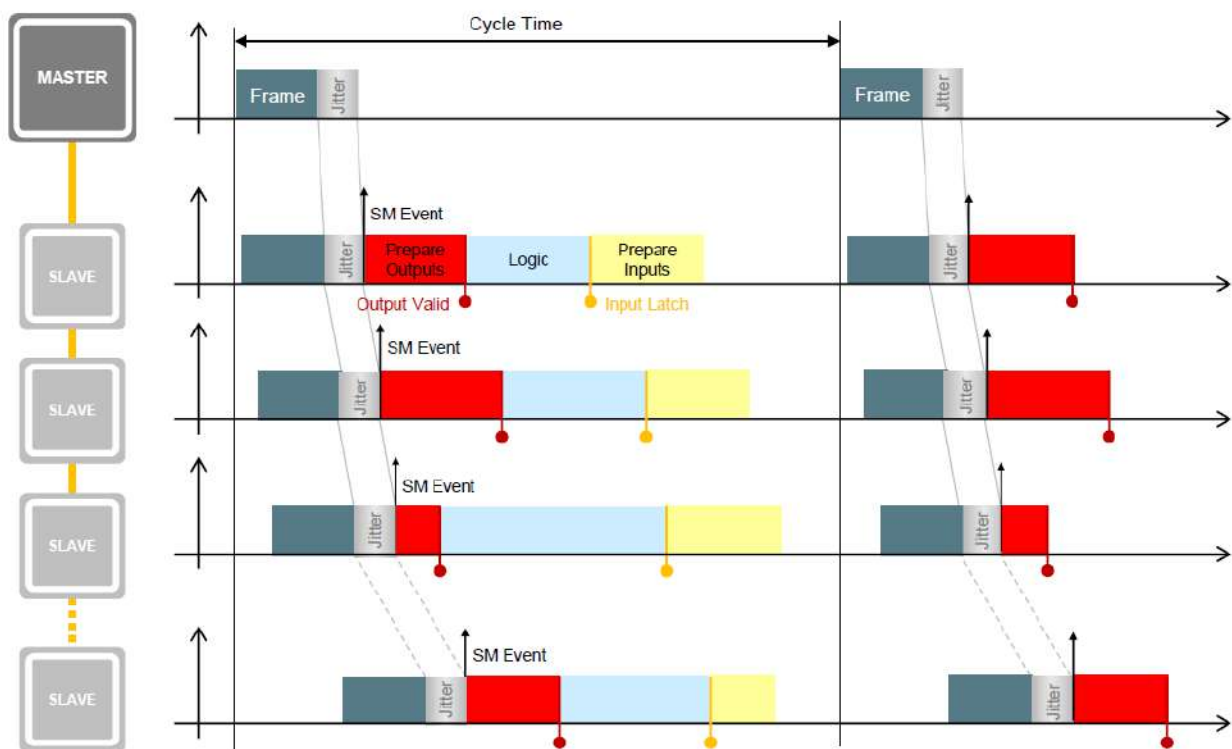 Cycle Time
MASTER
Frame
Jitter
Frame
Jitter
SM Event
SLAVE
Jitter
Prepare
Outputs
Logic
Prepare
Inputs
Jitter
Output Valid
Input Latch
SM Event
SLAVE
Jitter
Jitter
SM Event
SLAVE
Jitter
Jitter
SM Event
SLAVE
Jitter
Jitter